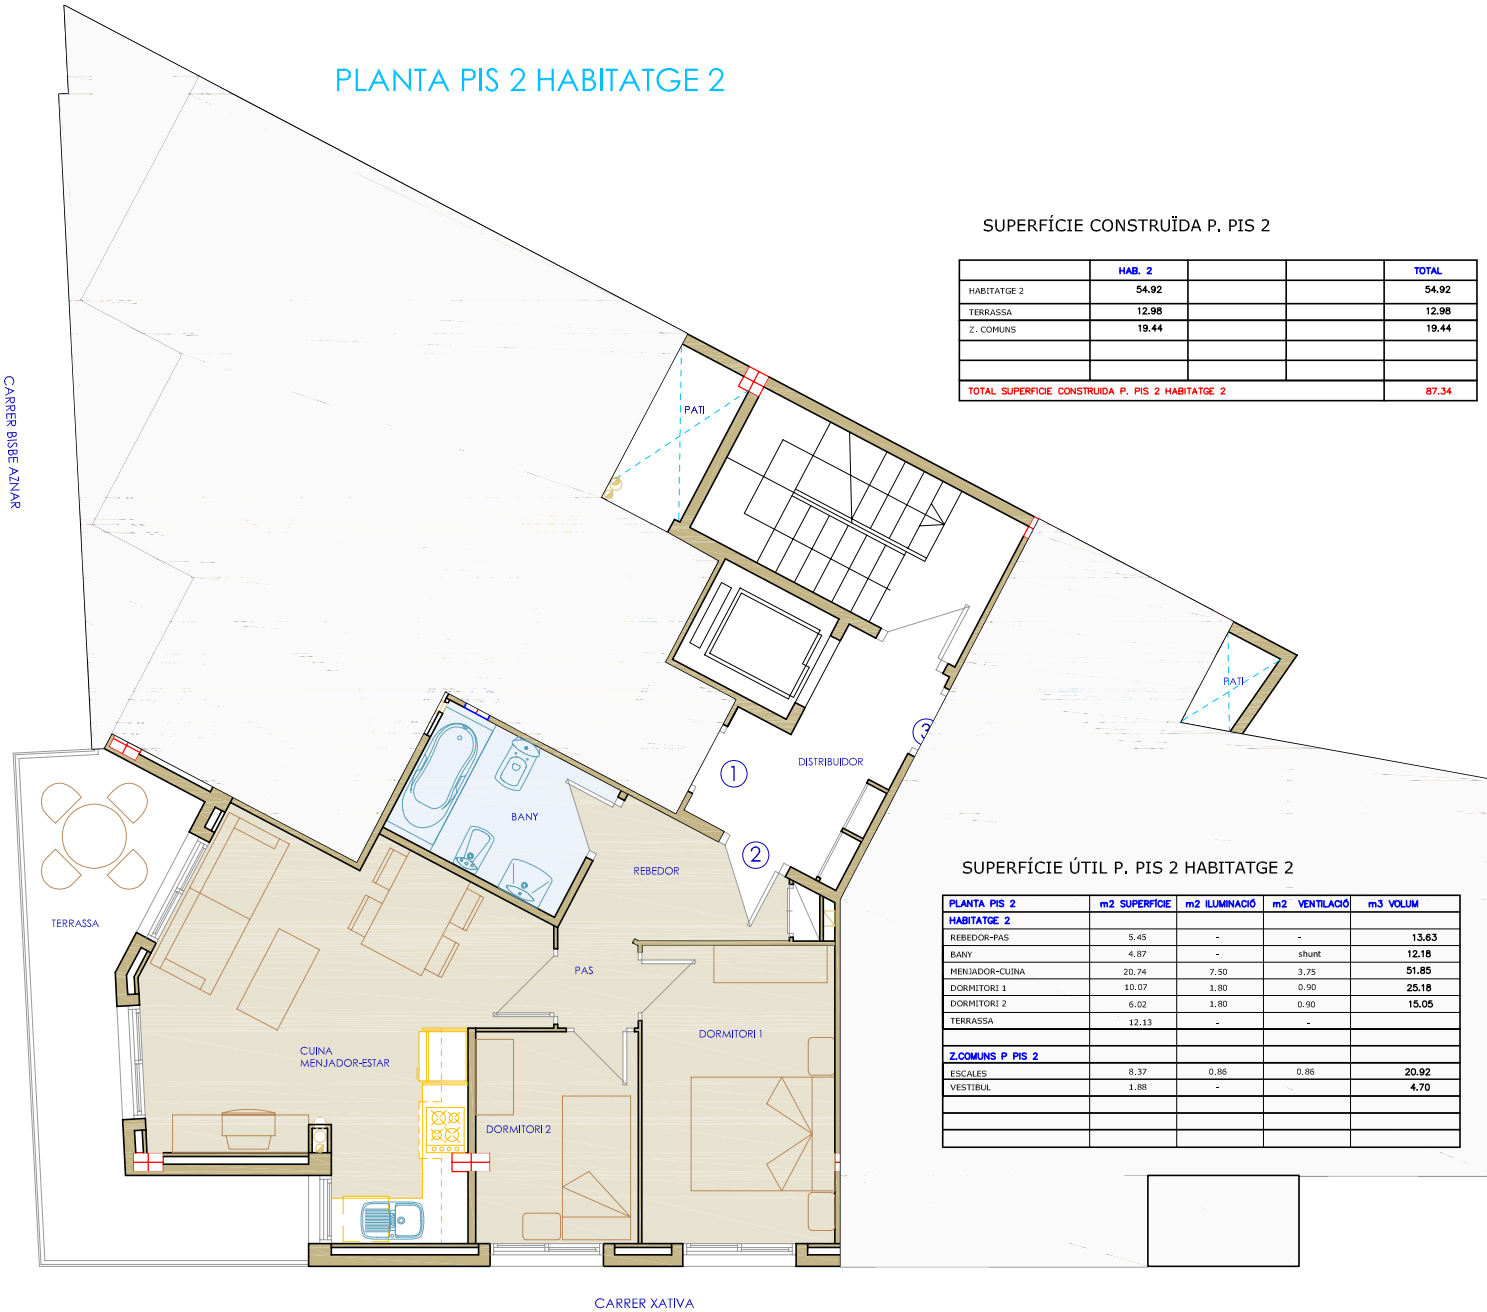 PLANTA PIS 2 HABITATGE 2
SUPERFÍCIE CONSTRUÏDA P. PIS 2
HAB. 2 TOTAL
HABITATGE 2 54.92 54.92
TERRASSA 12.98 12.98
Z. COMUNS 19.44 19.44
TOTAL SUPERFICIE CONSTRUIDA P. PIS 2 HABITATGE 2 87.34
CARRER BISBE AZNAR
PATI
PATI
3
DISTRIBUIDOR
1
BANY
2
REBEDOR
TERRASSA
PAS
DORMITORI 1
CUINA
MENJADOR-ESTAR
DORMITORI 2
SUPERFÍCIE ÚTIL P. PIS 2 HABITATGE 2
PLANTA PIS 2 m2 SUPERFÍCIE m2 ILUMINACIÓ m2 VENTILACIÓ m3 VOLUM
HABITATGE 2
REBEDOR-PAS 5.45 - - 13.63
BANY 4.87 - shunt 12.18
MENJADOR-CUINA 20.74 7.50 3.75 51.85
DORMITORI 1 10.07 1.80 0.90 25.18
DORMITORI 2 6.02 1.80 0.90 15.05
TERRASSA 12.13 - -
Z.COMUNS P PIS 2
ESCALES 8.37 0.86 0.86 20.92
VESTIBUL 1.88 - 4.70
CARRER XATIVA